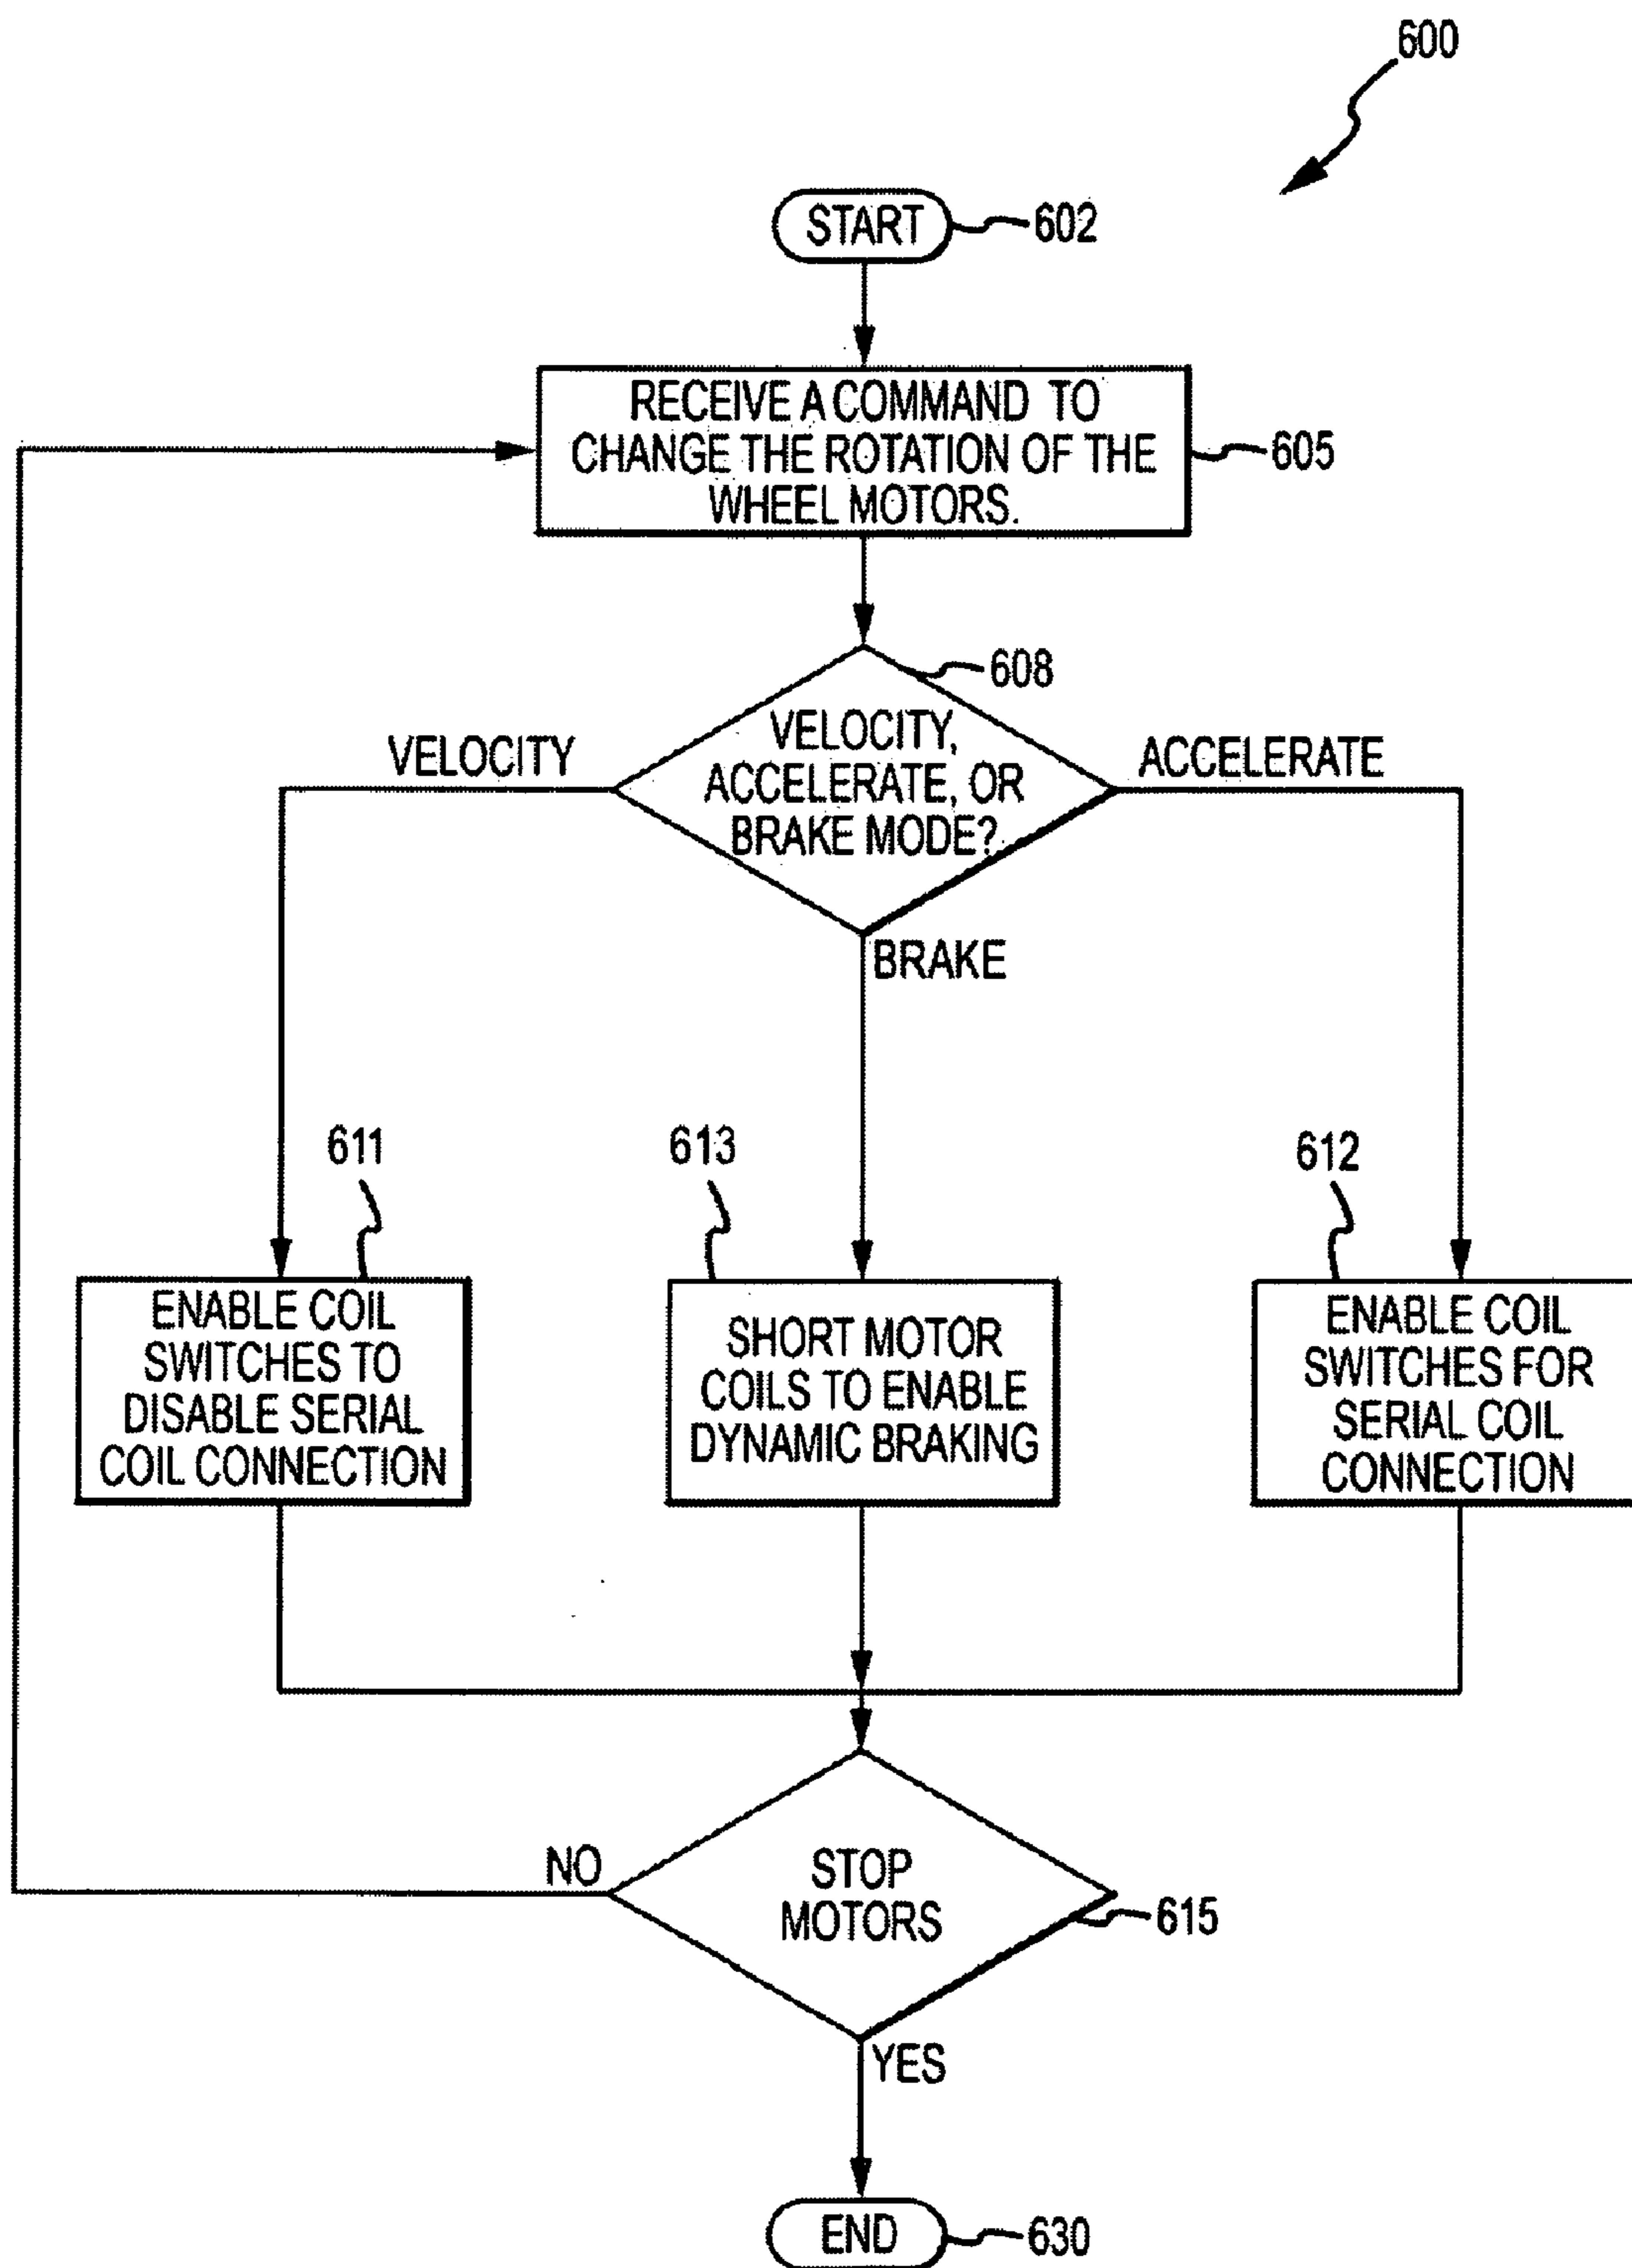 600
START
602
RECEIVE A COMMAND TO
CHANGE THE ROTATION OF THE
WHEEL MOTORS.
605
608
VELOCITY,
ACCELERATE, OR
BRAKE MODE?
VELOCITY
ACCELERATE
BRAKE
611
613
612
ENABLE COIL
SWITCHES TO
DISABLE SERIAL
COIL CONNECTION
SHORT MOTOR
COILS TO ENABLE
DYNAMIC BRAKING
ENABLE COIL
SWITCHES FOR
SERIAL COIL
CONNECTION
NO
STOP
MOTORS
615
YES
END
630